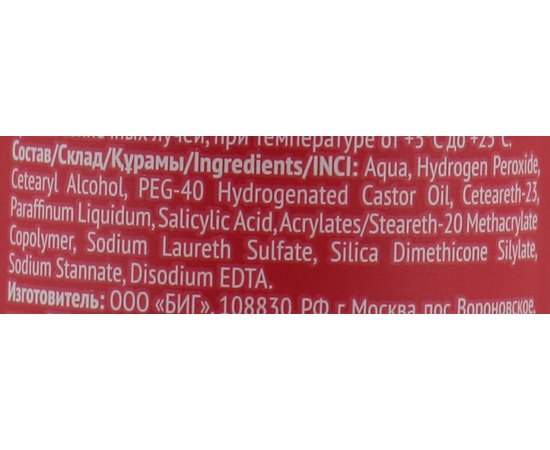 лучей, при температуре от +5°С до +25°С.
Состав/Склад/Құрамы/Ingredients/INCI: Aqua, Hydrogen Peroxide,
Cetearyl Alcohol, PEG-40 Hydrogenated Castor Oil, Ceteareth-23,
Paraffinum Liquidum, Salicylic Acid, Acrylates/Steareth-20 Methacrylate
Copolymer, Sodium Laureth Sulfate, Silica Dimethicone Silylate,
Sodium Stannate, Disodium EDTA.
Изготовитель: ООО «БИГ», 108830 РФ г Москва пос Вороновское,